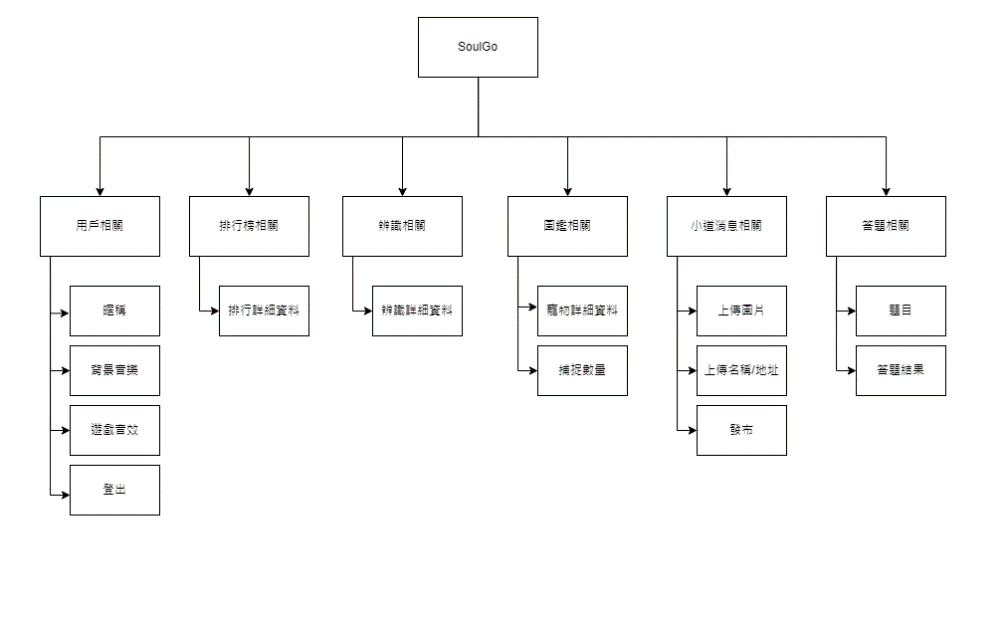 SoulGo
用戶相關
排行榜相關
辨識相關
圖鑑相關
小道消息相關
答題相關
暱稱
背景音樂
遊戲音效
登出
排行詳細資料
辨識詳細資料
寵物詳細資料
捕捉數量
上傳圖片
上傳名稱/地址
發布
題目
答題結果